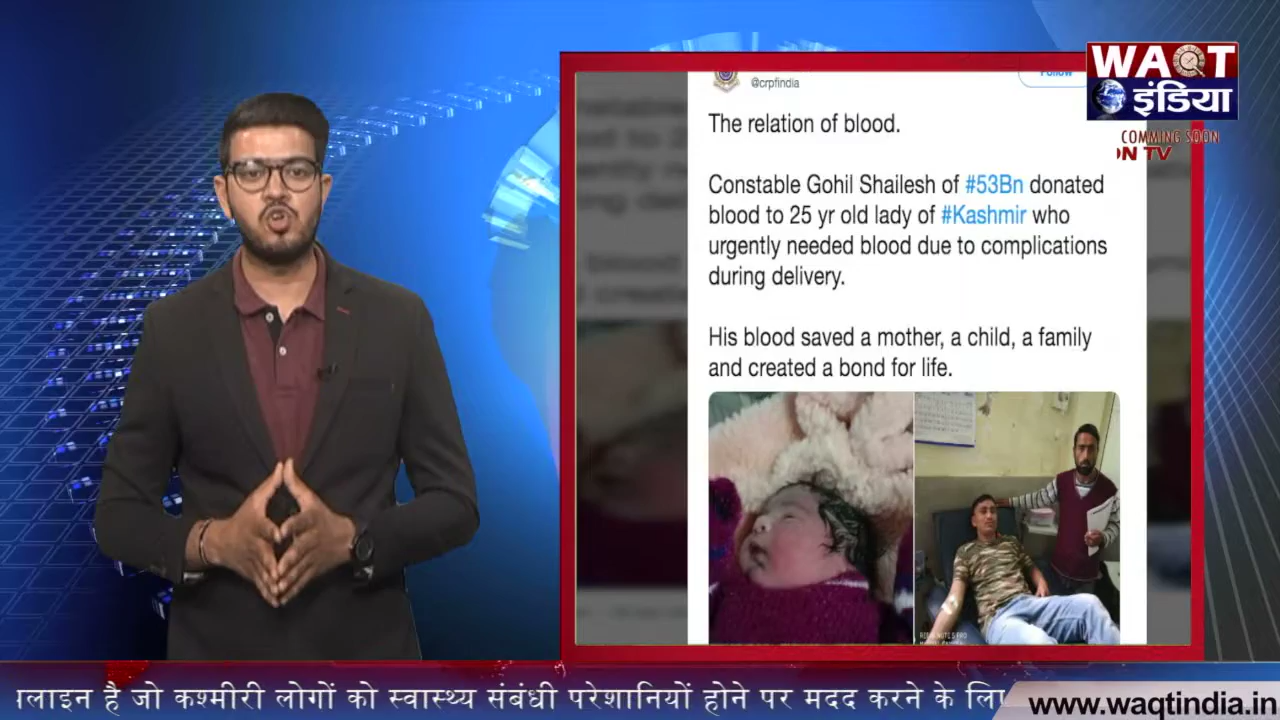 WAQT
इंडिया
COMMING SOON
ON TV
@crpfindia
Follow
The relation of blood.
Constable Gohil Shailesh of #53Bn donated
blood to 25 yr old lady of #Kashmir who
urgently needed blood due to complications
during delivery.
His blood saved a mother, a child, a family
and created a bond for life.
लाइन है जो कश्मीरी लोगों को स्वास्थ्य संबंधी परेशानियों होने पर मदद करने के
www.waqtindia.in